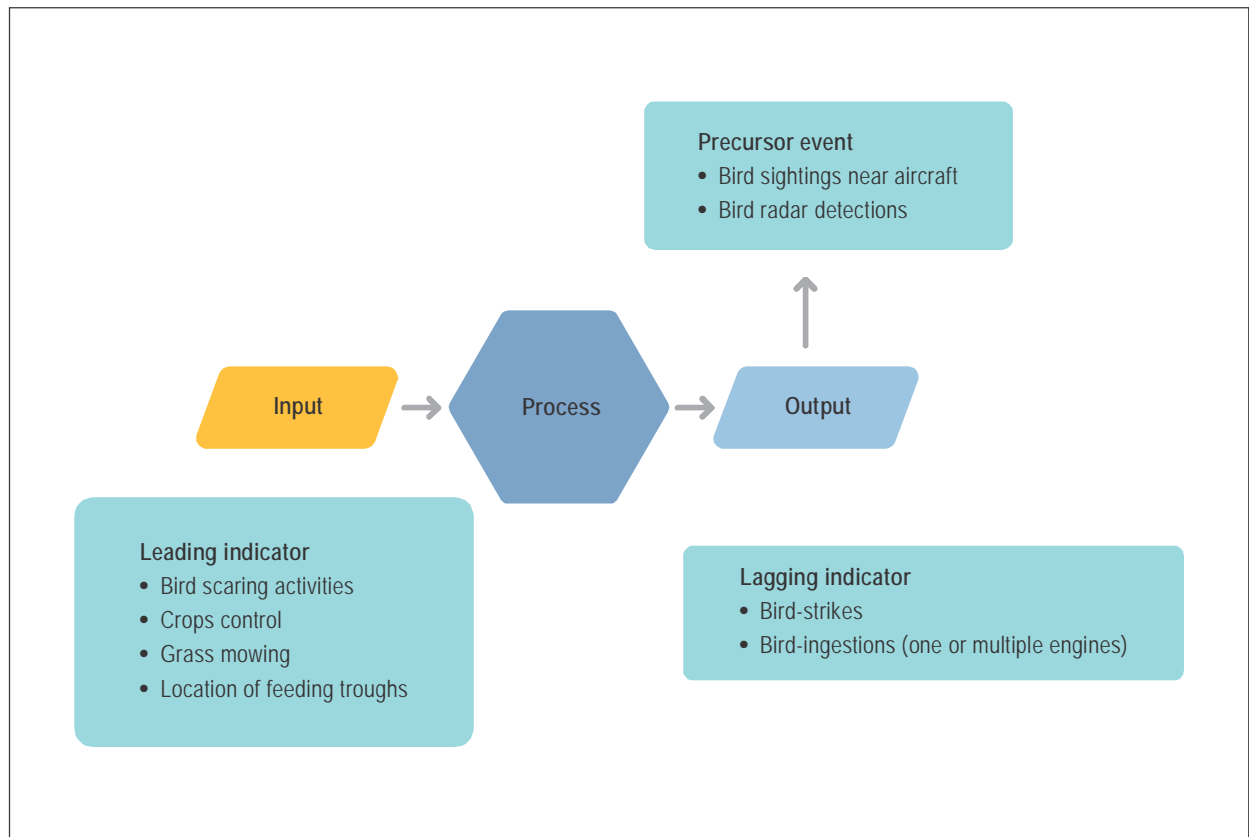 Precursor event
• Bird sightings near aircraft
• Bird radar detections
Input
Process
Output
Leading indicator
• Bird scaring activities
• Crops control
• Grass mowing
• Location of feeding troughs
Lagging indicator
• Bird-strikes
• Bird-ingestions (one or multiple engines)